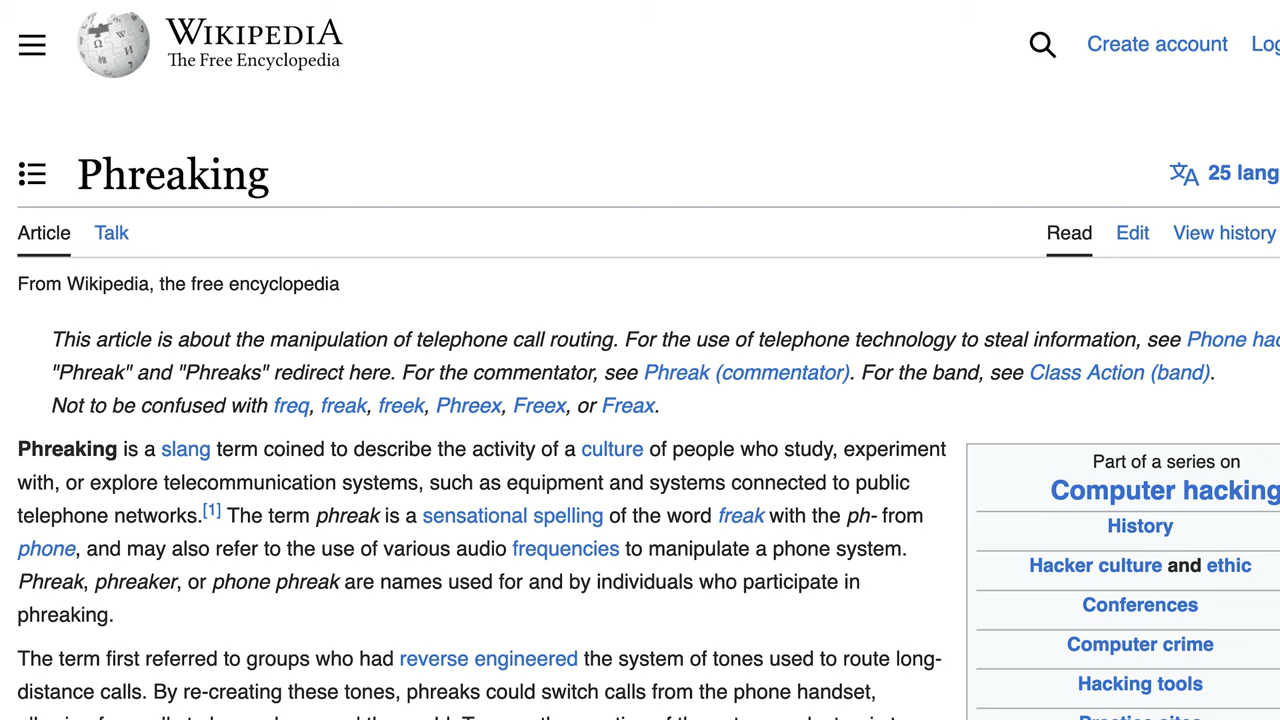 WIKIPEDIA
The Free Encyclopedia
Create account
Phreaking
25 lang
Article Talk
Read Edit View history
From Wikipedia, the free encyclopedia
This article is about the manipulation of telephone call routing. For the use of telephone technology to steal information, see Phone
"Phreak" and "Phreaks" redirect here. For the commentator, see Phreak (commentator). For the band, see Class Action (band).
Not to be confused with freq, freak, freek, Phreex, Freex, or Freax.
Phreaking is a slang term coined to describe the activity of a culture of people who study, experiment
with, or explore telecommunication systems, such as equipment and systems connected to public
telephone networks.[1] The term phreak is a sensational spelling of the word freak with the ph- from
phone, and may also refer to the use of various audio frequencies to manipulate a phone system.
Phreak, phreaker, or phone phreak are names used for and by individuals who participate in
phreaking.
The term first referred to groups who had reverse engineered the system of tones used to route long-
distance calls. By re-creating these tones, phreaks could switch calls from the phone handset,
Part of a series on
Computer hacking
History
Hacker culture and ethic
Conferences
Computer crime
Hacking tools